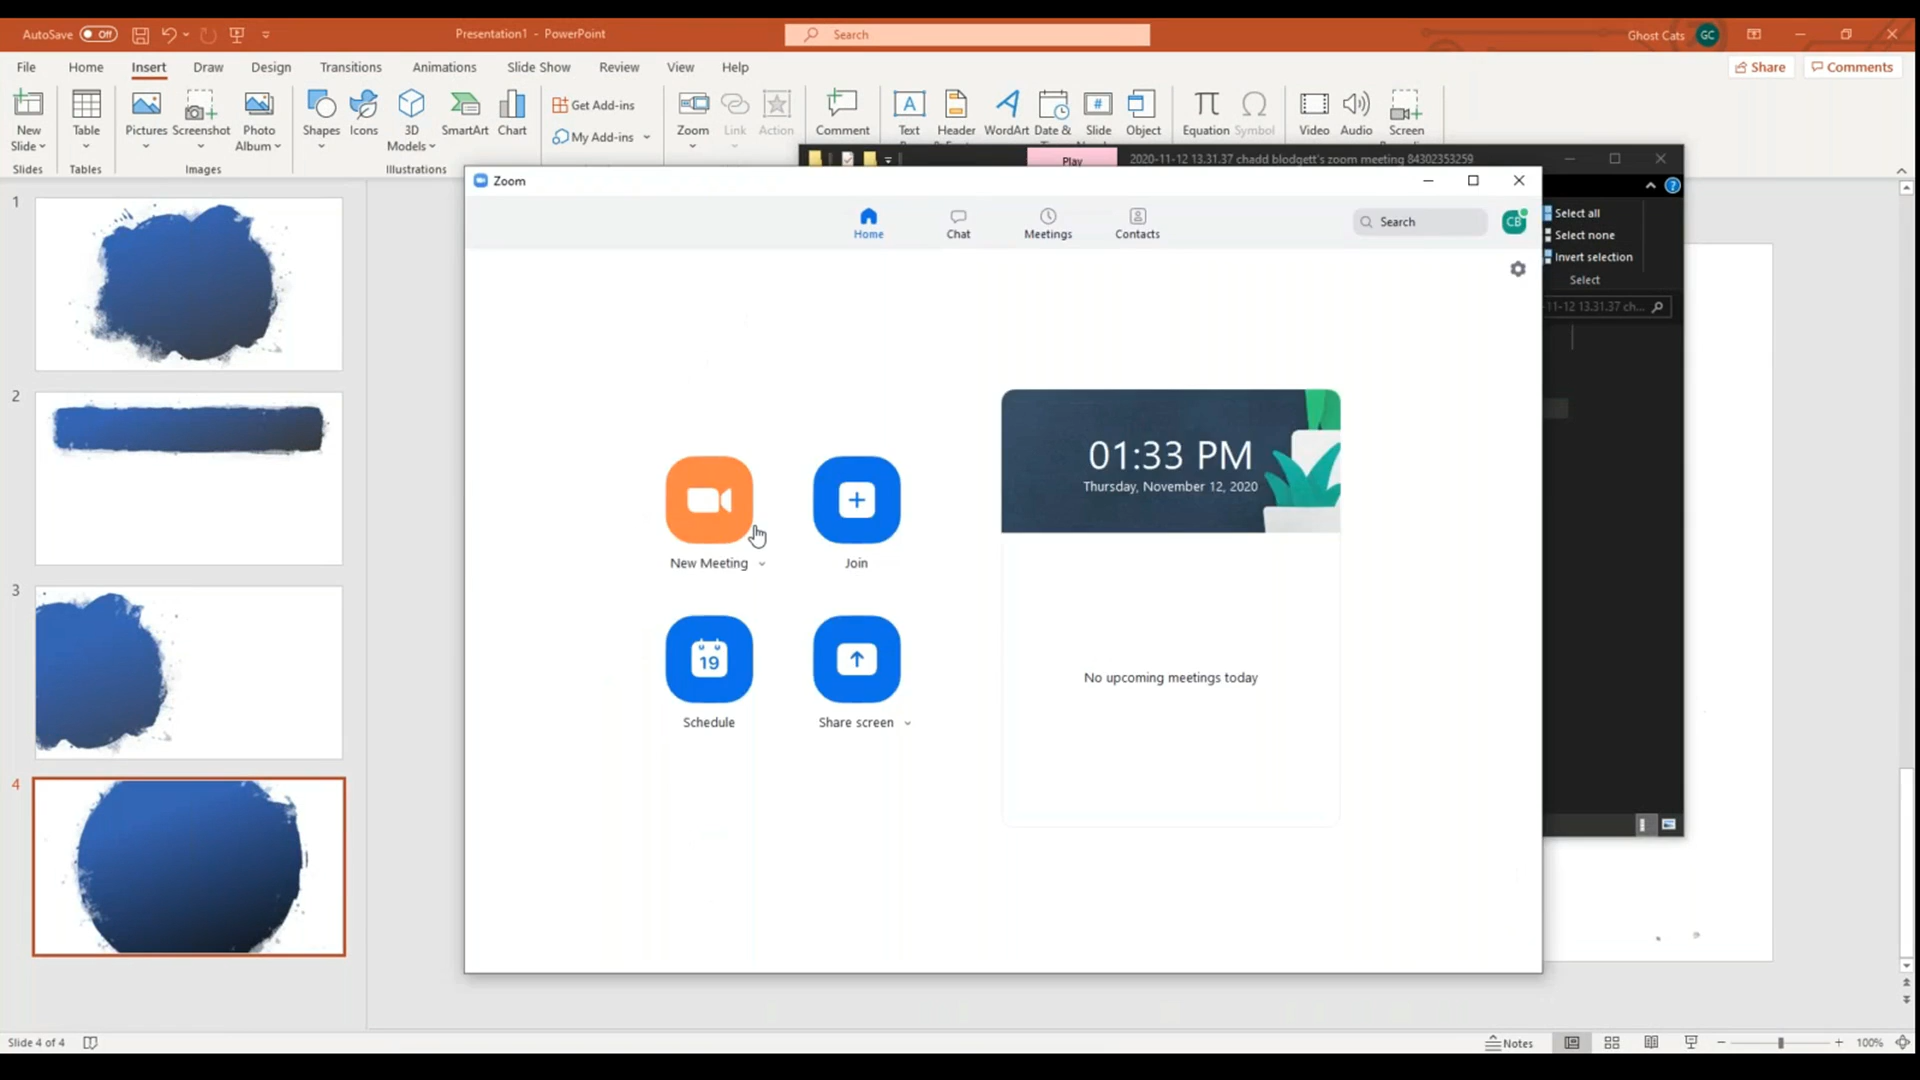 AutoSave Off
Presentation1 - PowerPoint
Search
Ghost Cats GC
File Home Insert Draw Design Transitions Animations Slide Show Review View Help
Share Comments
New Slide
Table
Pictures
Screenshot
Photo Album
Shapes
Icons
3D Models
SmartArt
Chart
Get Add-ins
My Add-ins
Zoom
Link
Action
Comment
Text
Header
WordArt
Date &
Slide
Object
Equation
Symbol
Video
Audio
Screen
Slides
Tables
Images
Illustrations
Play
2020-11-12 13.31.37 chadd blodgett's zoom meeting 84302353259
Select all
Select none
Invert selection
Select
-11-12 13.31.37 ch...
Zoom
Home
Chat
Meetings
Contacts
Search
CB
01:33 PM
Thursday, November 12, 2020
New Meeting
Join
19
Schedule
Share screen
No upcoming meetings today
1
2
3
4
Slide 4 of 4
Notes
100%